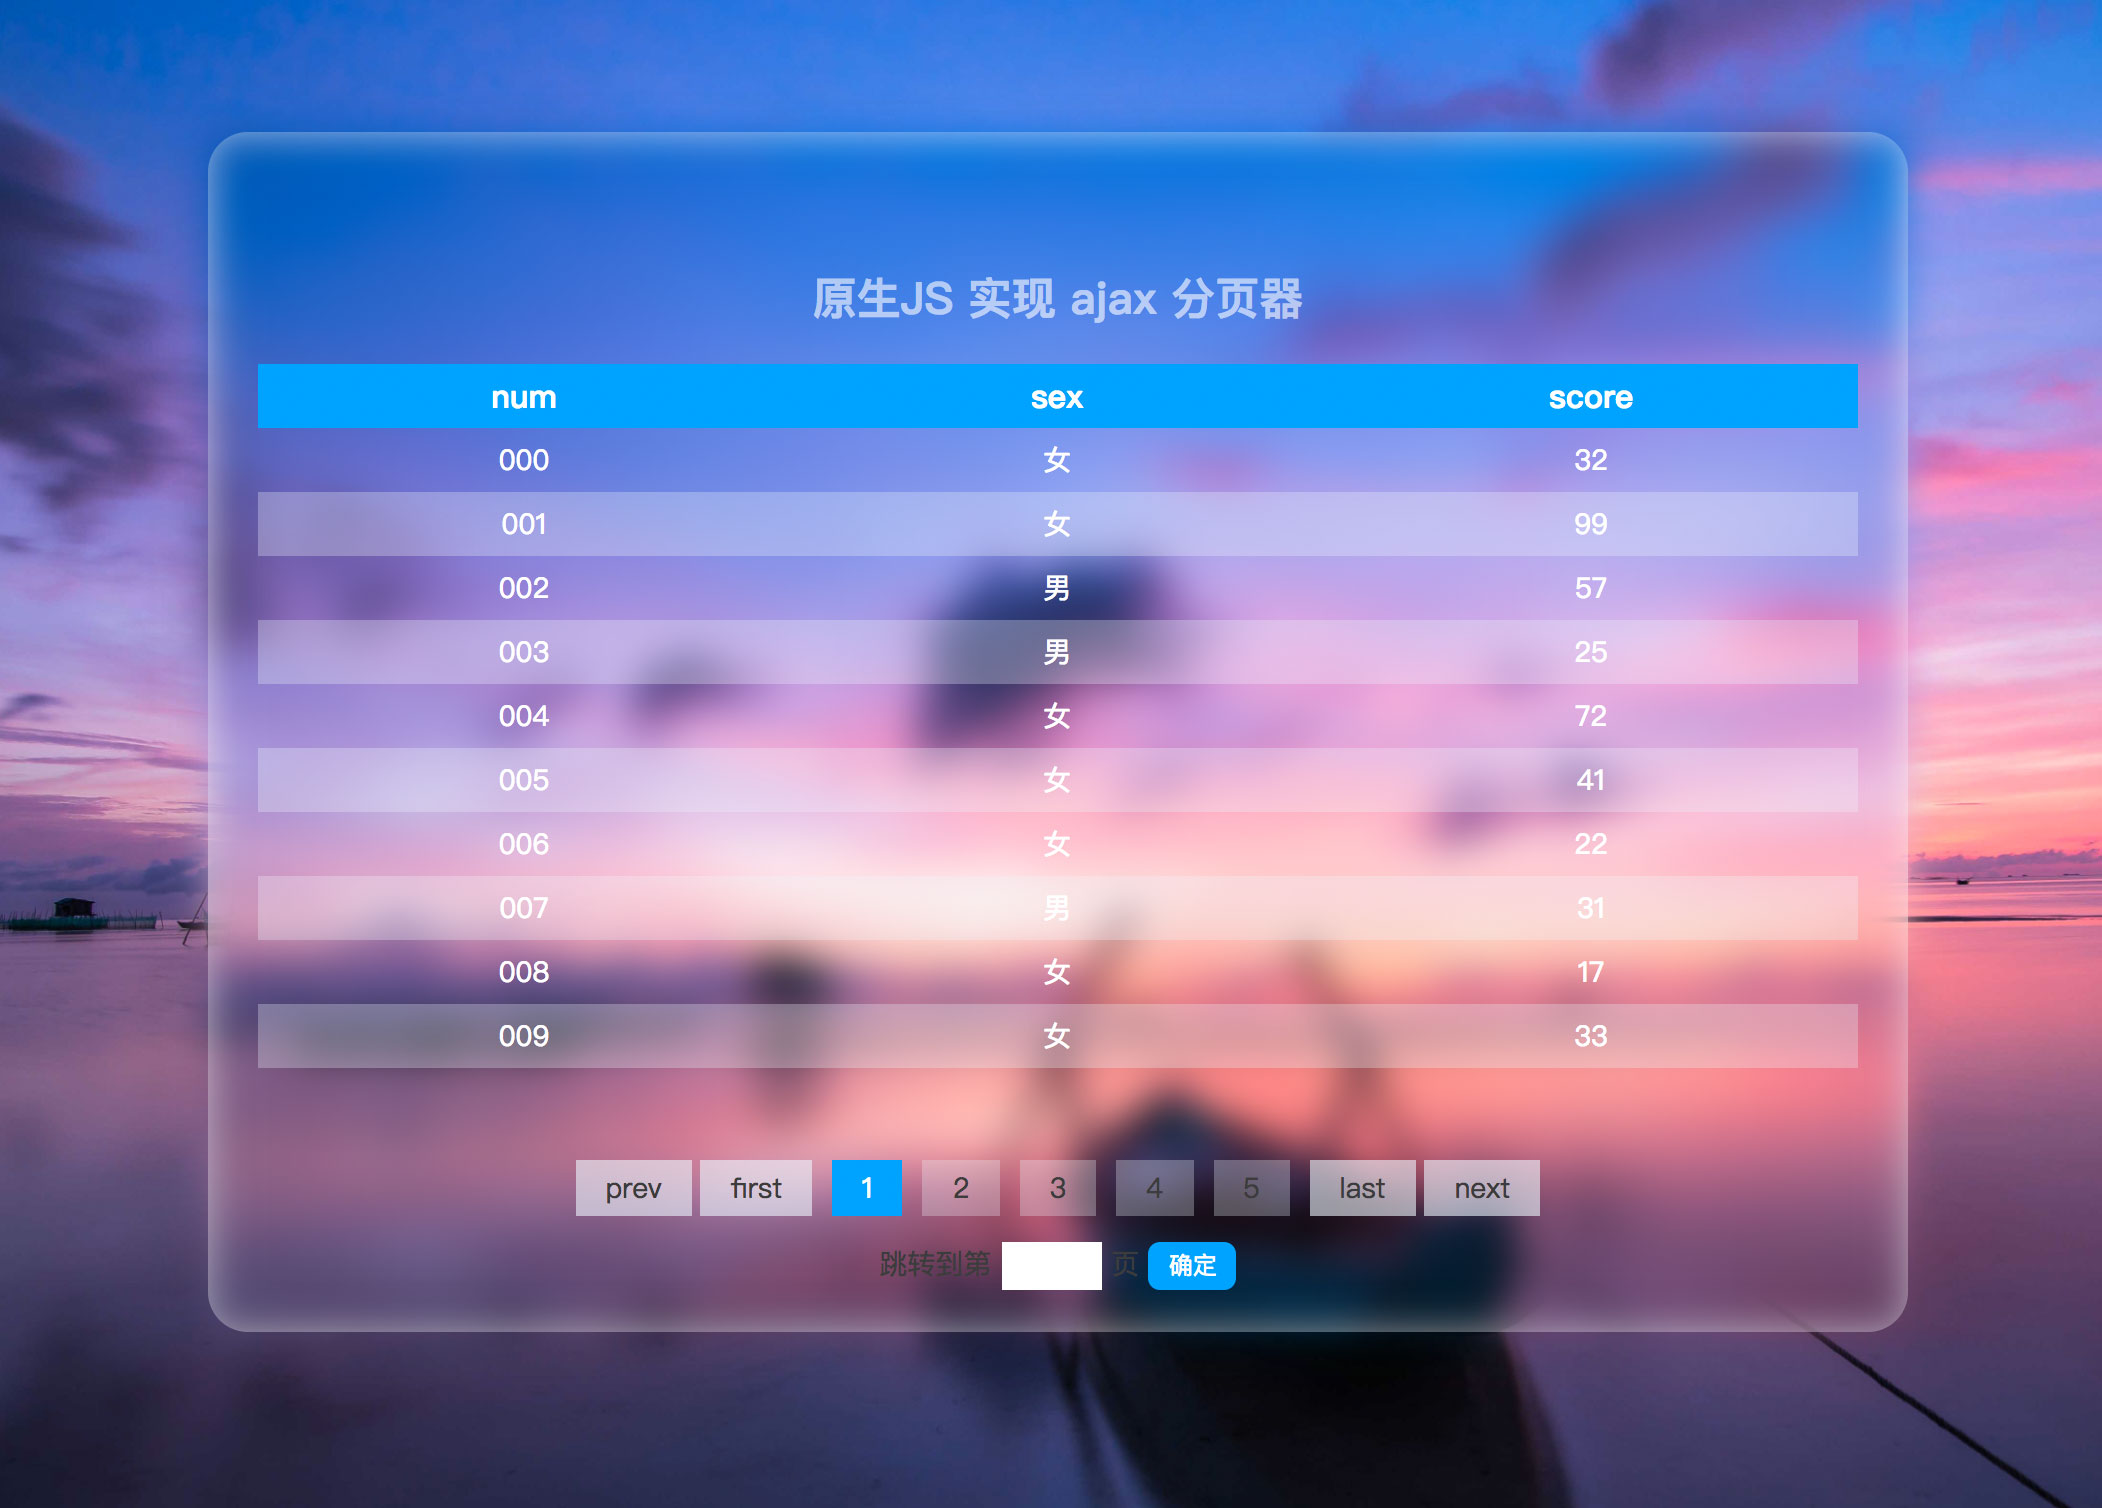 原生JS 实现 ajax 分页器
num sex score
000 女 32
001 女 99
002 男 57
003 男 25
004 女 72
005 女 41
006 女 22
007 男 31
008 女 17
009 女 33
prev first 1 2 3 4 5 last next
跳转到第 页 确定